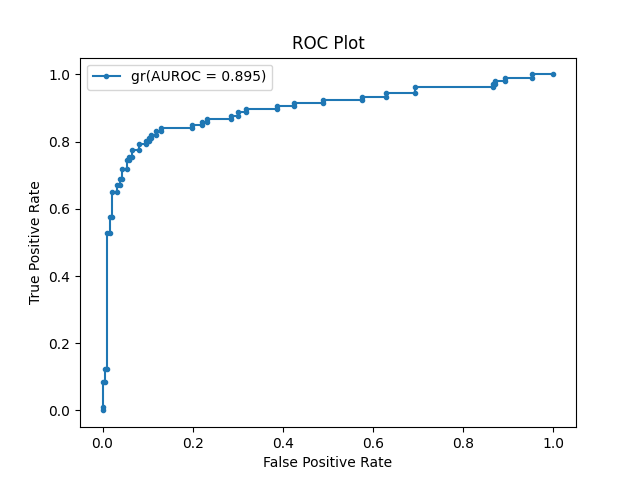 ROC Plot
gr(AUROC = 0.895)
True Positive Rate
1.0
0.8
0.6
0.4
0.2
0.0
0.0 0.2 0.4 0.6 0.8 1.0
False Positive Rate